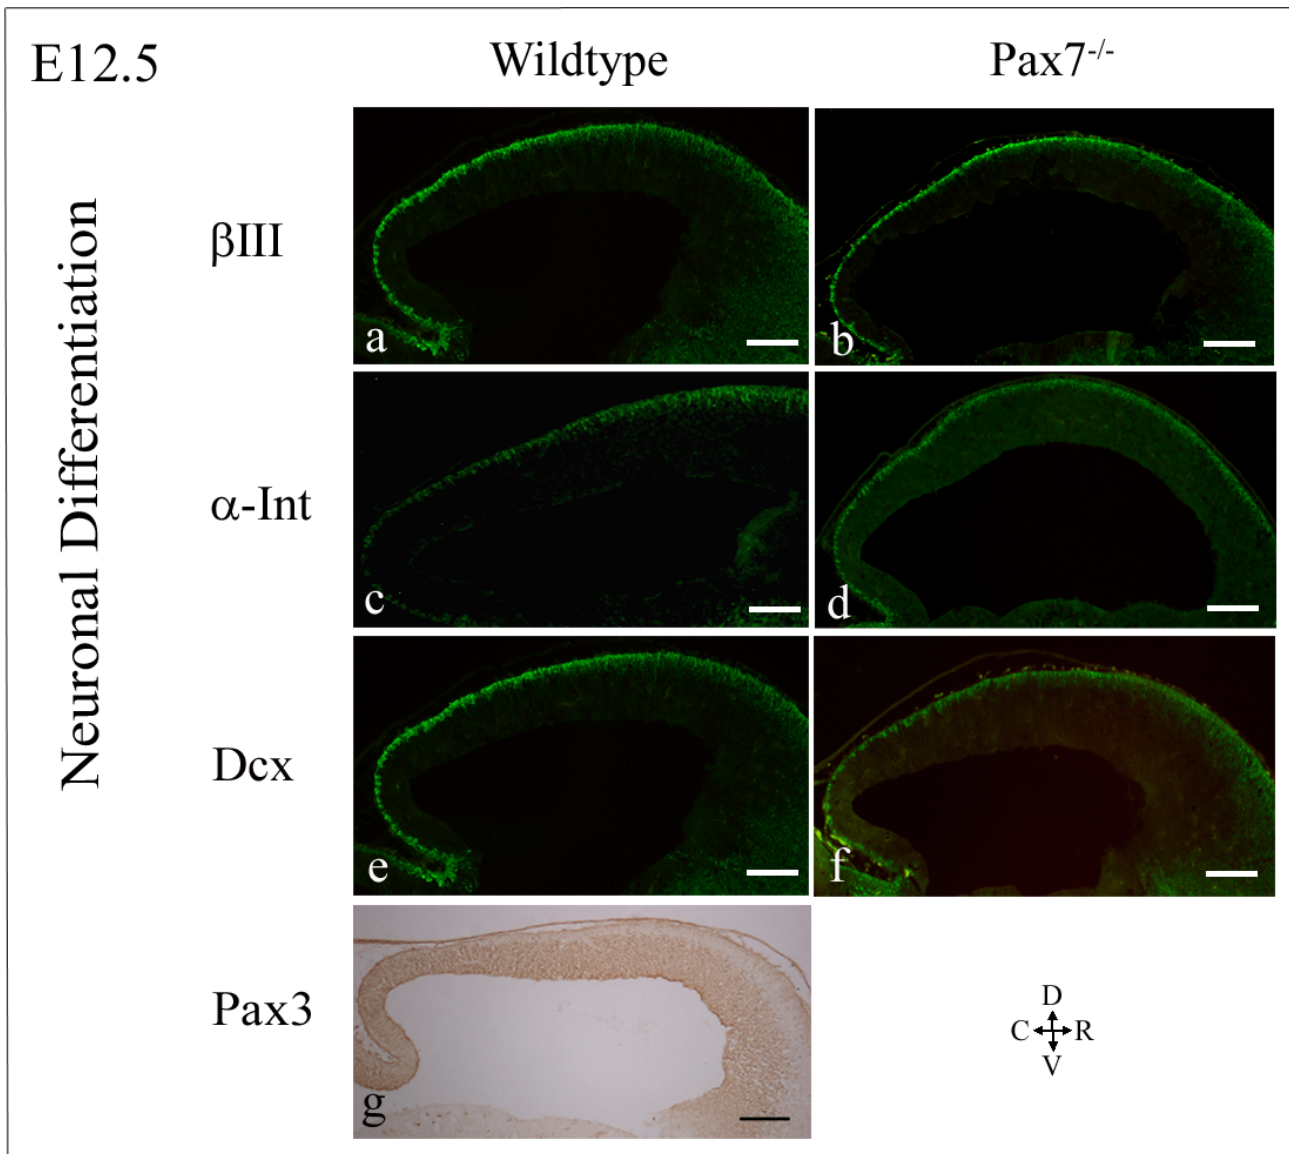 E12.5
Wildtype
Pax7-/-
Neuronal Differentiation
βIII
a
b
α-Int
c
d
Dcx
e
f
Pax3
g
D
C R
V